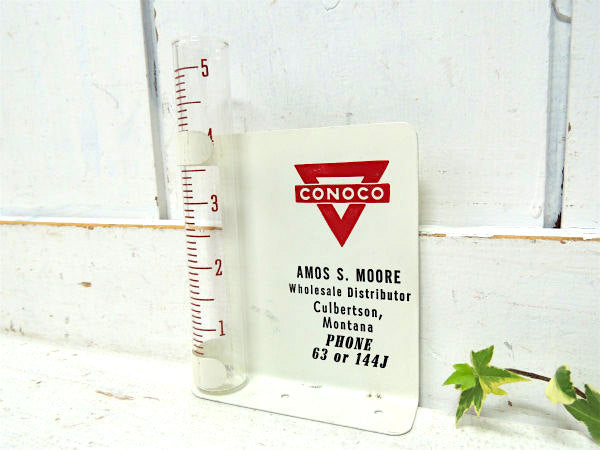 5
4
3
2
1
CONOCO
AMOS S. MOORE
Wholesale Distributor
Culbertson,
Montana
PHONE
63 or 144J